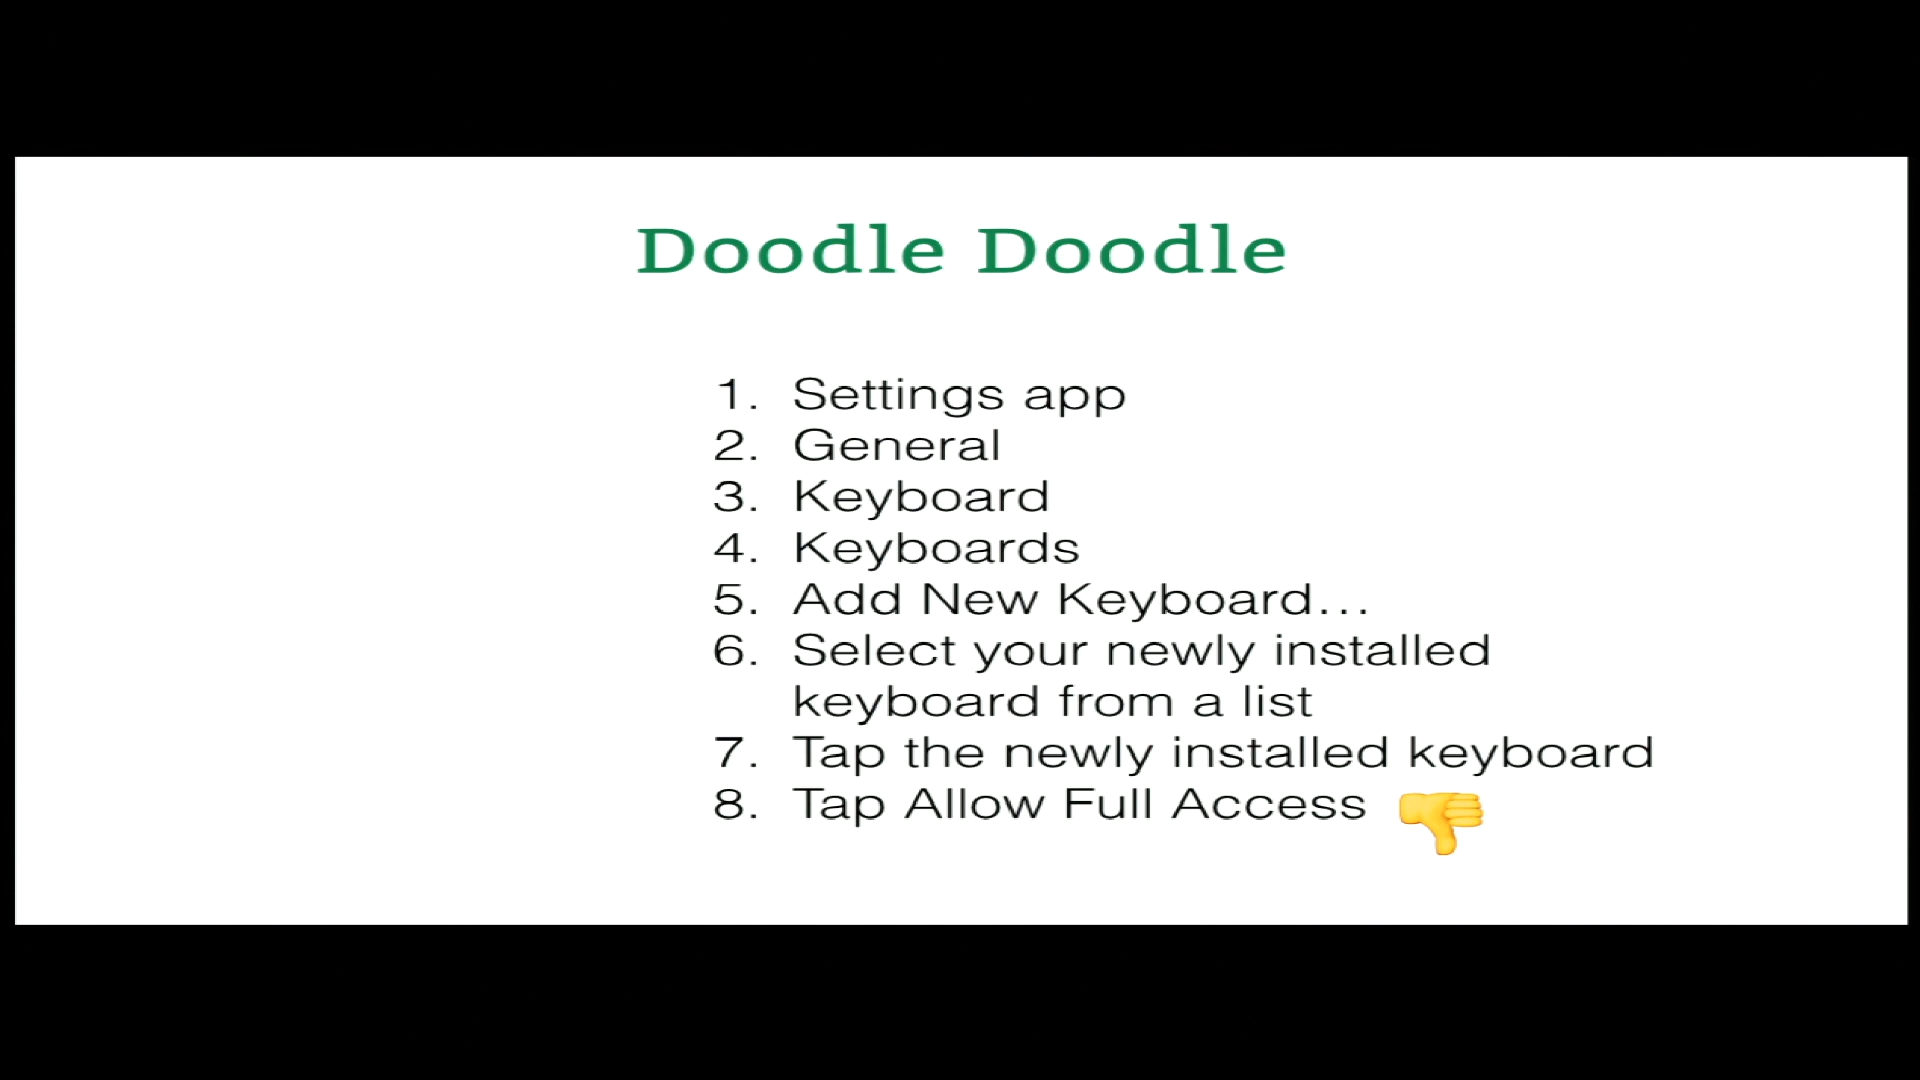 Doodle Doodle
1. Settings app
2. General
3. Keyboard
4. Keyboards
5. Add New Keyboard...
6. Select your newly installed
keyboard from a list
7. Tap the newly installed keyboard
8. Tap Allow Full Access 👎